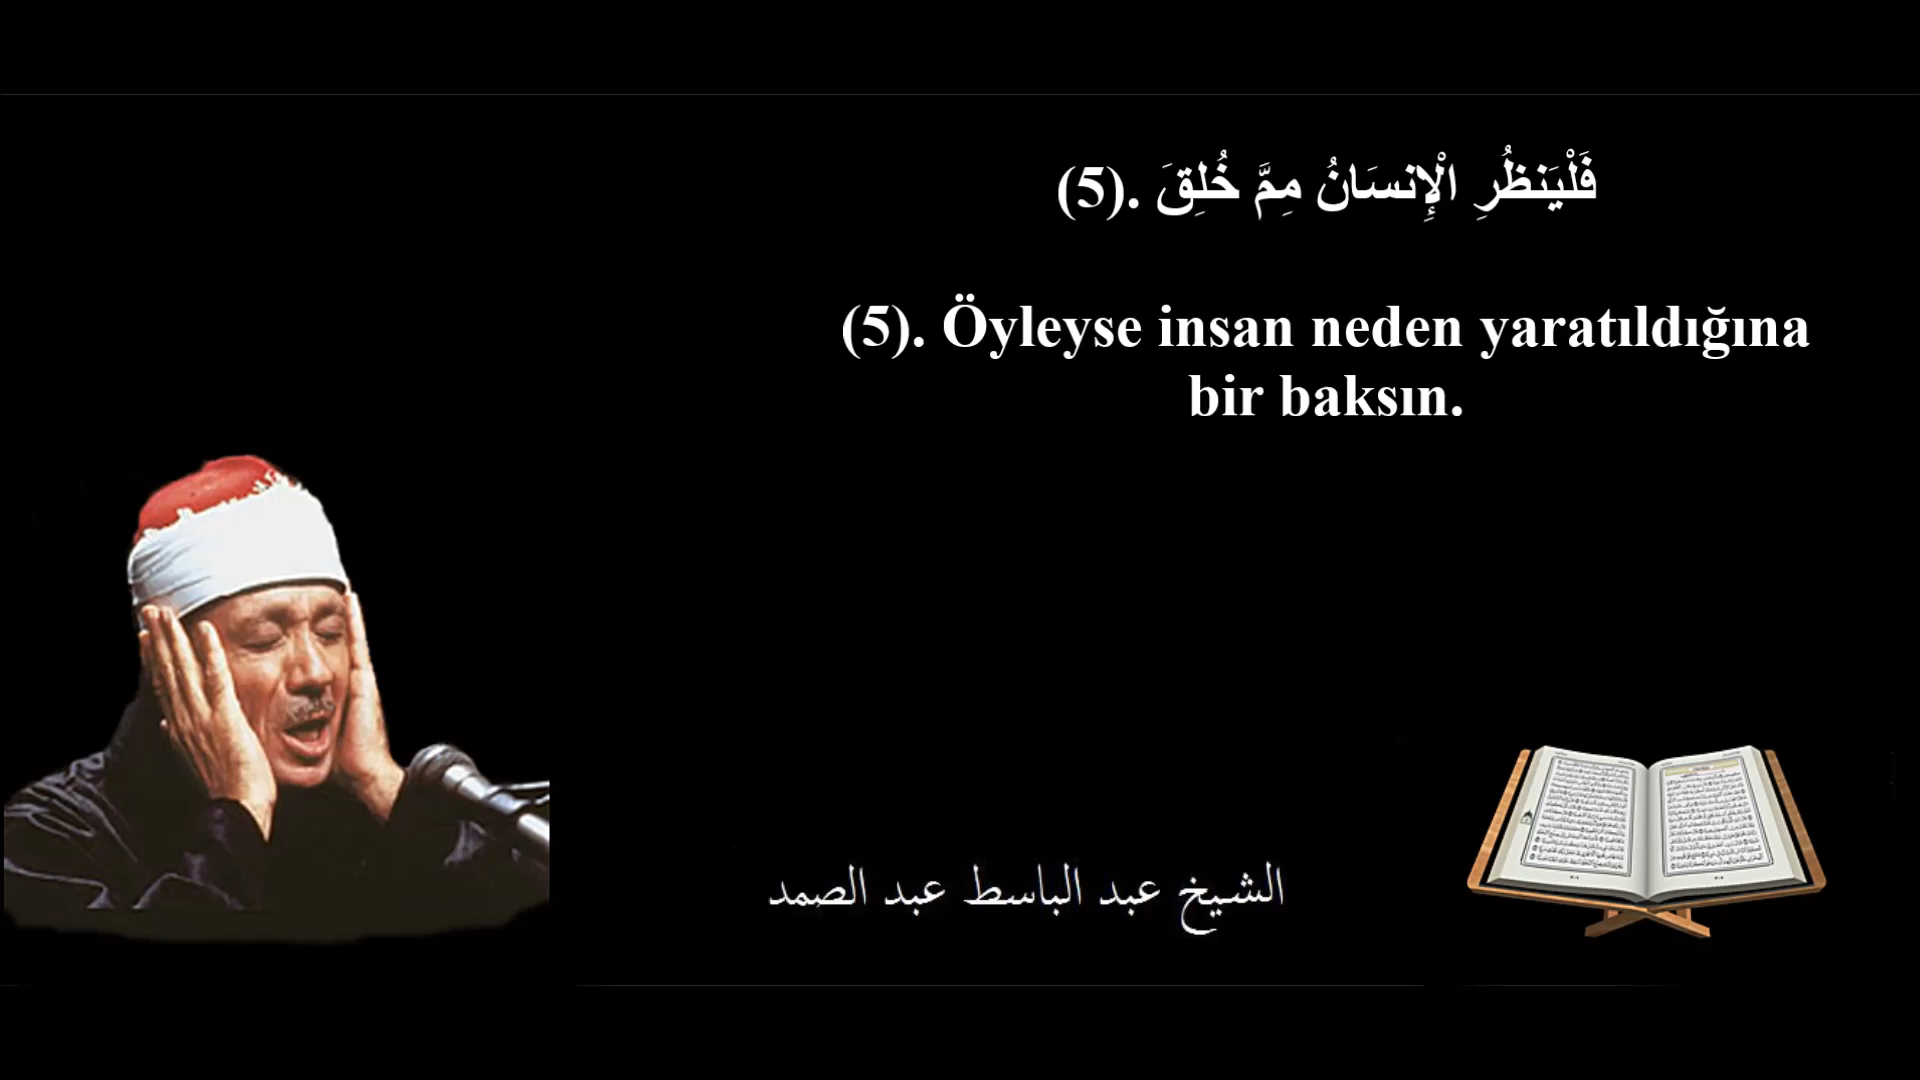 فَلْيَنظُرِ الْإِنسَانُ مِمَّ خُلِقَ .(5)
(5). Öyleyse insan neden yaratıldığına
bir baksın.
الشيخ عبد الباسط عبد الصمد